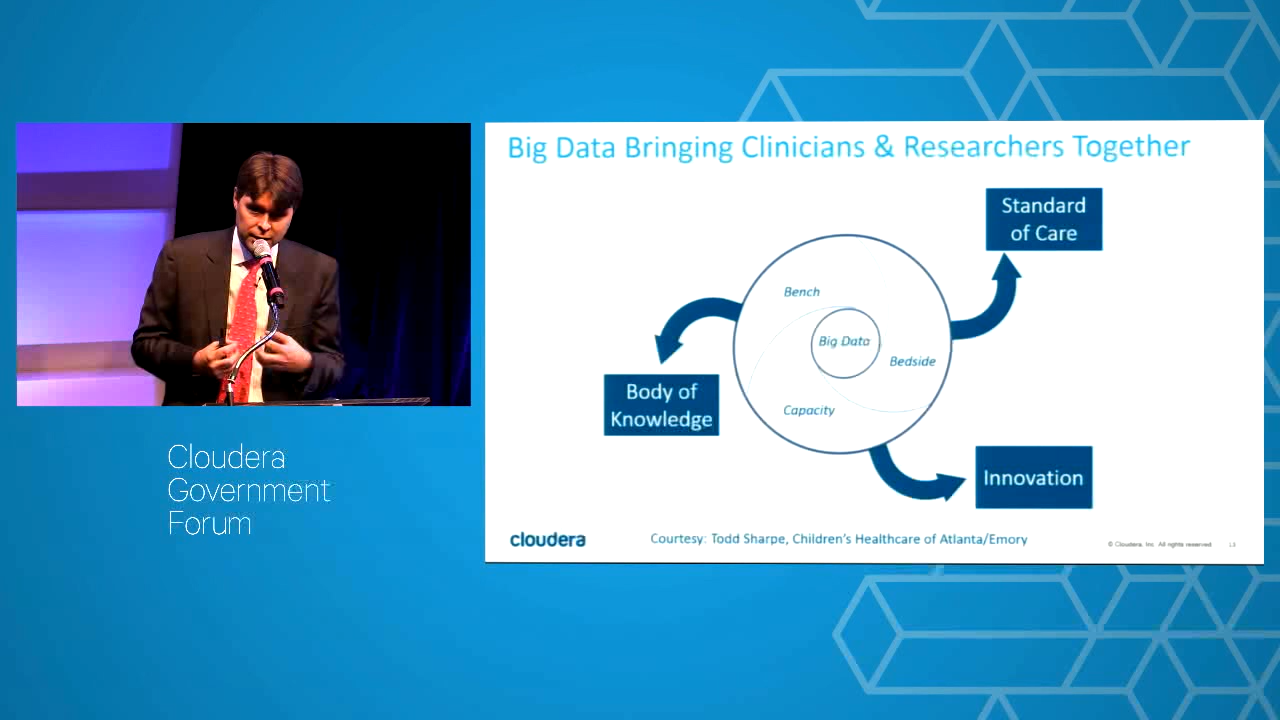 Big Data Bringing Clinicians & Researchers Together
Standard
of Care
Bench
Big Data
Bedside
Capacity
Body of
Knowledge
Innovation
cloudera
Courtesy: Todd Sharpe, Children's Healthcare of Atlanta/Emory
© Cloudera, Inc. All rights reserved.
Cloudera
Government
Forum